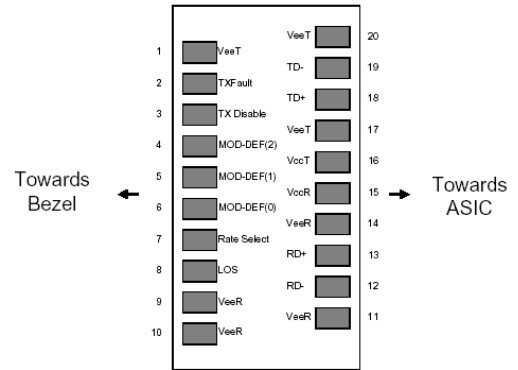 1 VeeT
2 TXFault
3 TX Disable
4 MOD-DEF(2)
5 MOD-DEF(1)
6 MOD-DEF(0)
7 Rate Select
8 LOS
9 VeeR
10 VeeR
VeeT 20
TD- 19
TD+ 18
VeeT 17
VccT 16
VccR 15
VeeR 14
RD+ 13
RD- 12
VeeR 11
Towards
Bezel
Towards
ASIC